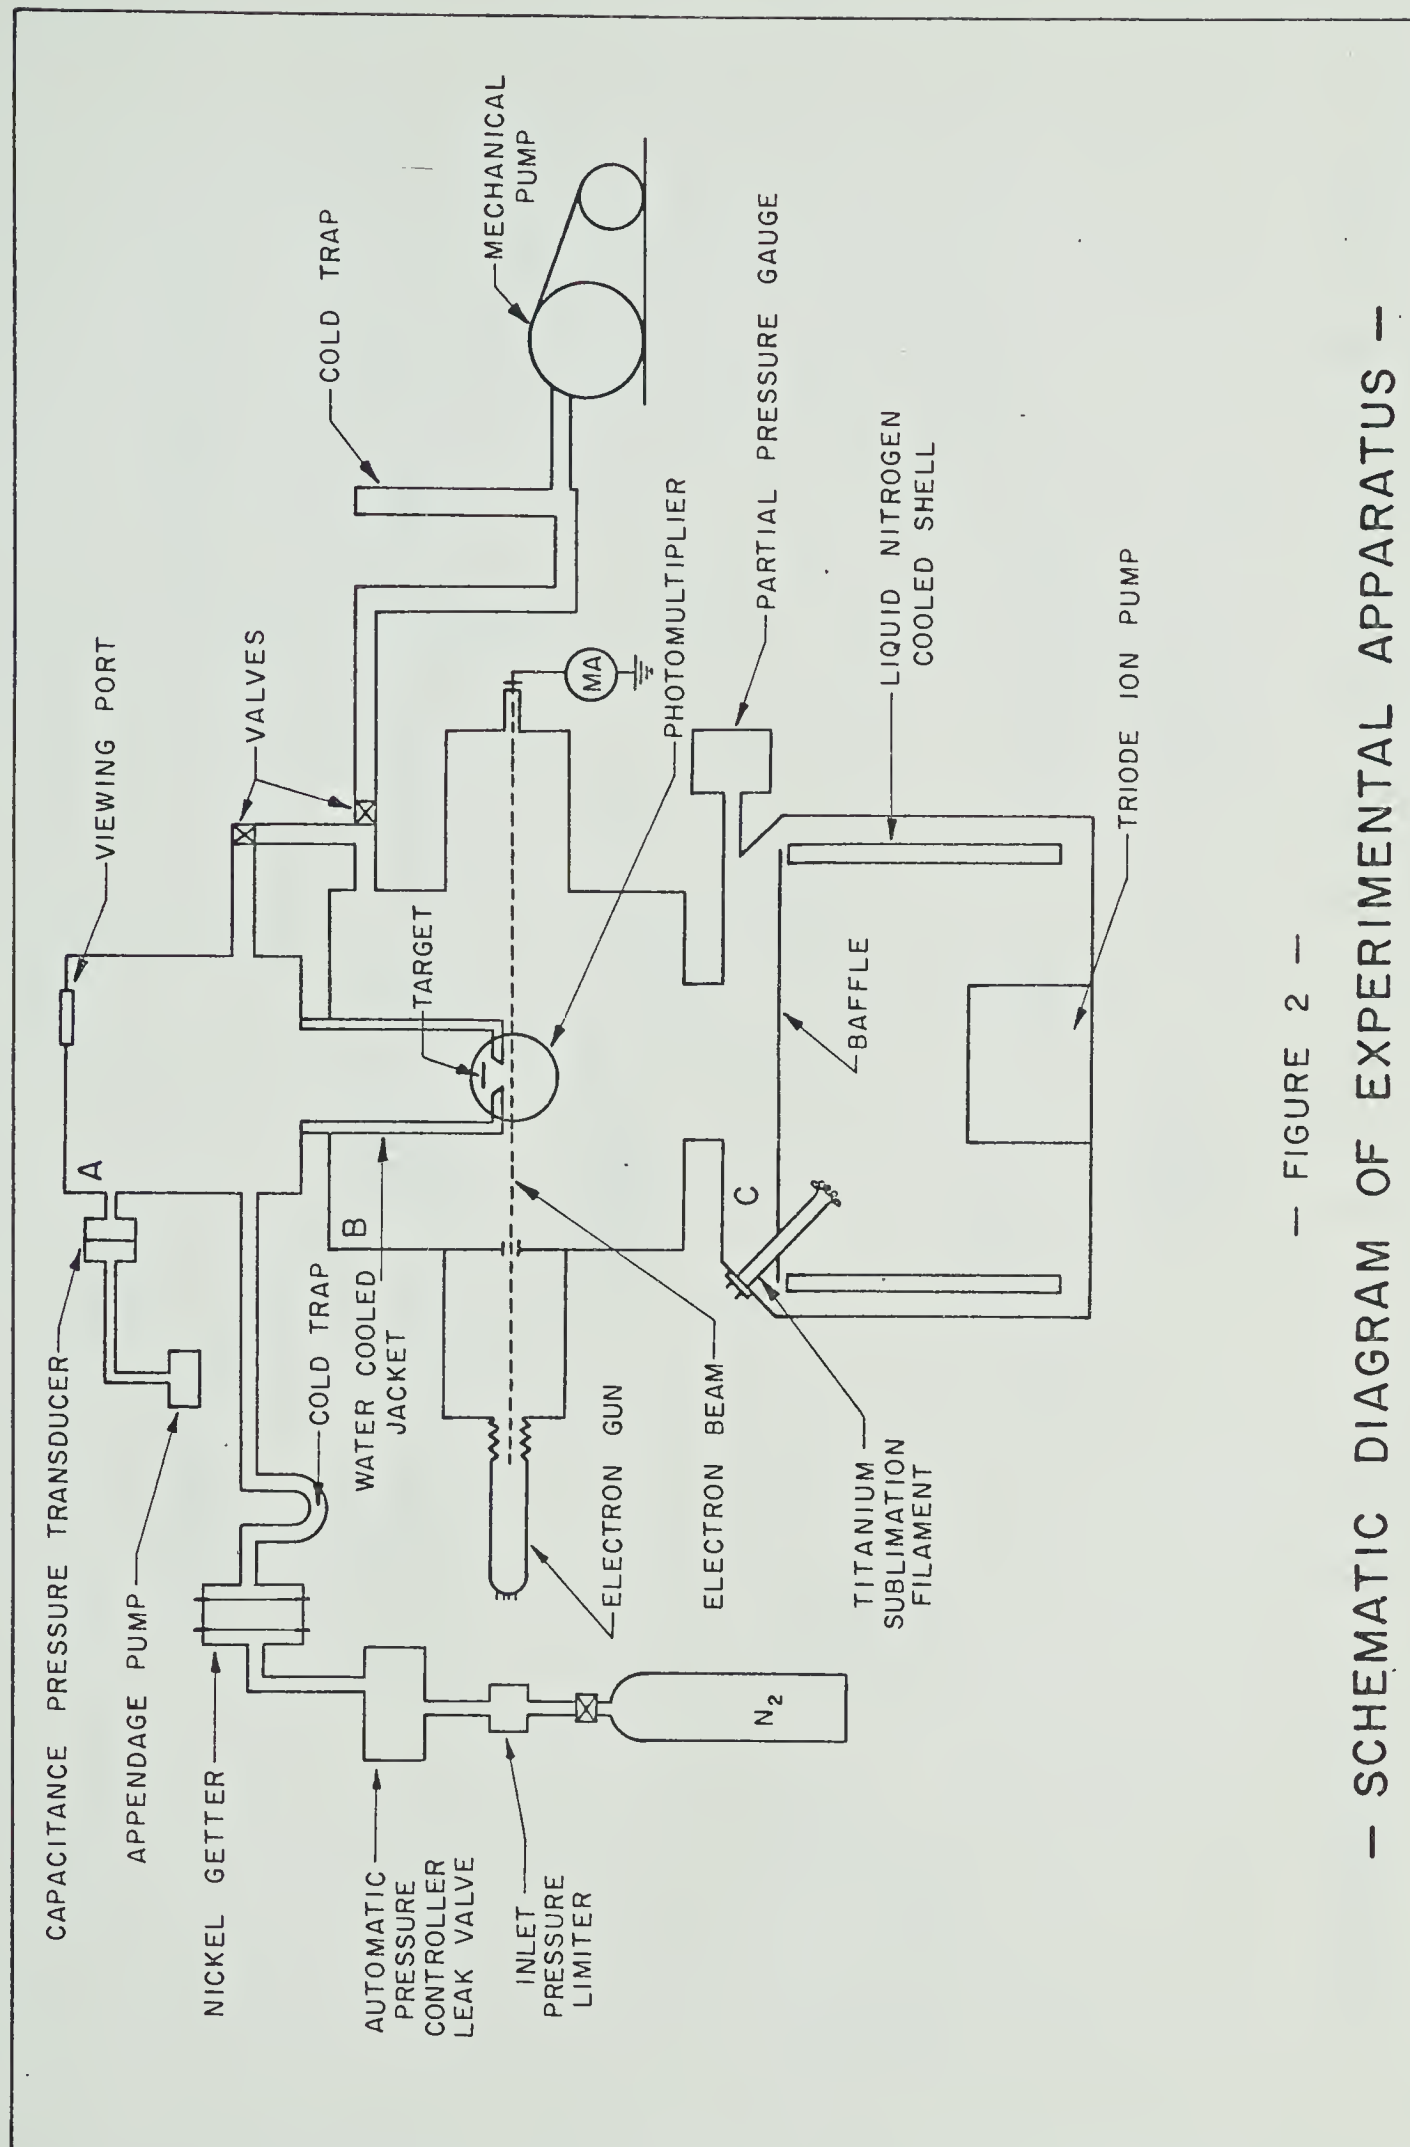 CAPACITANCE PRESSURE TRANSDUCER
APPENDAGE PUMP
NICKEL GETTER
AUTOMATIC
PRESSURE
CONTROLLER
LEAK VALVE
INLET
PRESSURE
LIMITER
N2
COLD TRAP
WATER COOLED
JACKET
A
B
C
VIEWING PORT
VALVES
TARGET
COLD TRAP
MECHANICAL
PUMP
MA
PHOTOMULTIPLIER
PARTIAL PRESSURE GAUGE
LIQUID NITROGEN
COOLED SHELL
BAFFLE
TRIODE ION PUMP
ELECTRON GUN
ELECTRON BEAM
TITANIUM
SUBLIMATION
FILAMENT
— FIGURE 2 —
— SCHEMATIC DIAGRAM OF EXPERIMENTAL APPARATUS —